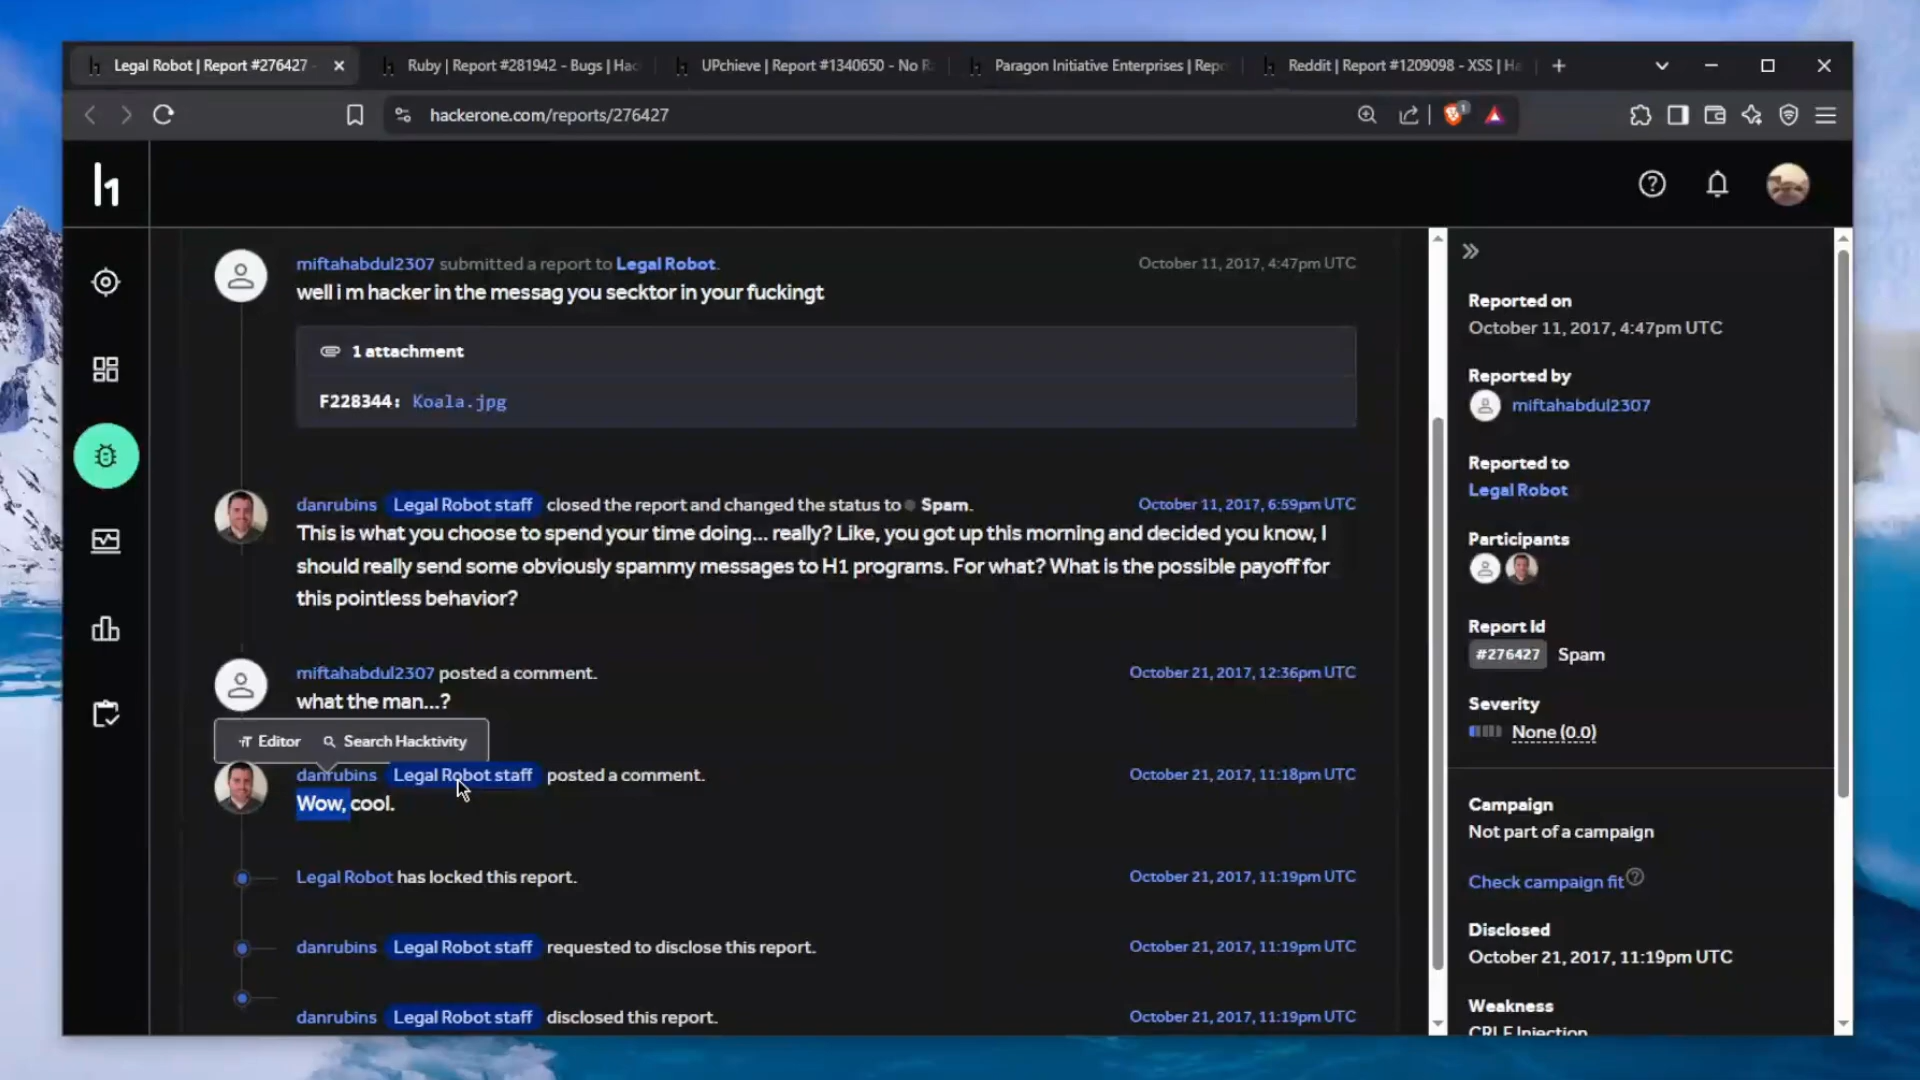 Legal Robot | Report #276427
Ruby | Report #281942 - Bugs | Hac
UPchieve | Report #1340650 - No R
Paragon Initiative Enterprises | Repo
Reddit | Report #1209098 - XSS | Ha
hackerone.com/reports/276427
1
h1
miftahabdul2307 submitted a report to Legal Robot.
October 11, 2017, 4:47pm UTC
well i m hacker in the messag you secktor in your fuckingt
1 attachment
F228344: Koala.jpg
danrubins Legal Robot staff closed the report and changed the status to Spam.
October 11, 2017, 6:59pm UTC
This is what you choose to spend your time doing... really? Like, you got up this morning and decided you know, I
should really send some obviously spammy messages to H1 programs. For what? What is the possible payoff for
this pointless behavior?
miftahabdul2307 posted a comment.
October 21, 2017, 12:36pm UTC
what the man...?
Editor Search Hacktivity
danrubins Legal Robot staff posted a comment.
October 21, 2017, 11:18pm UTC
Wow, cool.
Legal Robot has locked this report.
October 21, 2017, 11:19pm UTC
danrubins Legal Robot staff requested to disclose this report.
October 21, 2017, 11:19pm UTC
danrubins Legal Robot staff disclosed this report.
October 21, 2017, 11:19pm UTC
Reported on
October 11, 2017, 4:47pm UTC
Reported by
miftahabdul2307
Reported to
Legal Robot
Participants
Report Id
#276427 Spam
Severity
None (0.0)
Campaign
Not part of a campaign
Check campaign fit
Disclosed
October 21, 2017, 11:19pm UTC
Weakness
CRLF Injection